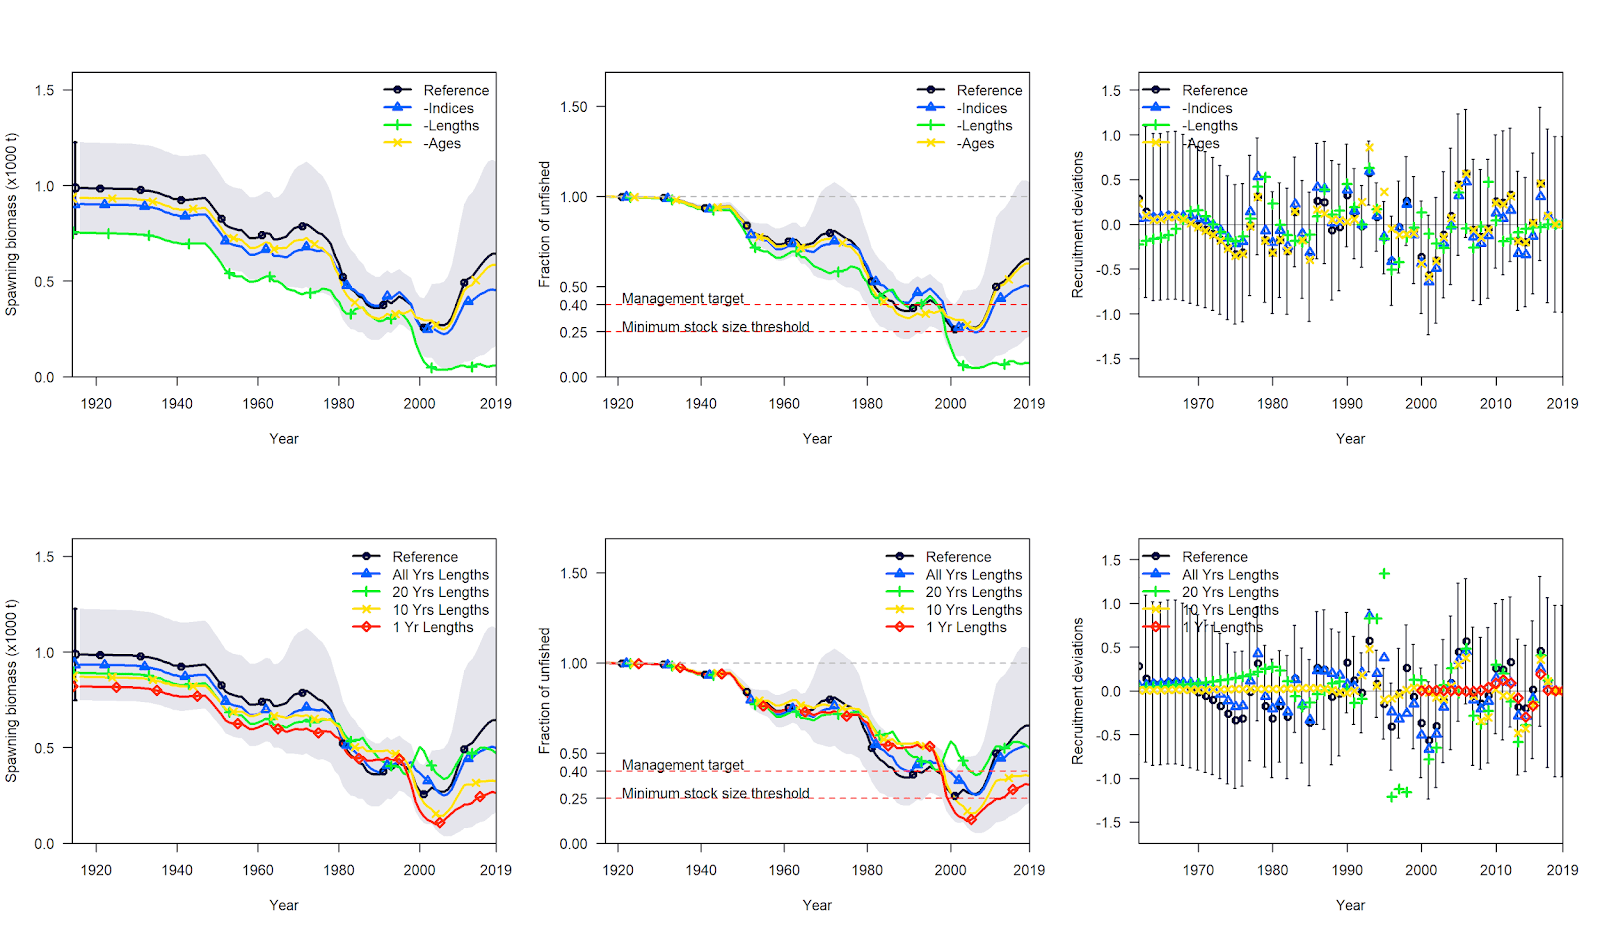 Spawning biomass (x1000 t)
1.5
1.0
0.5
0.0
Reference
-Indices
-Lengths
-Ages
1920 1940 1960 1980 2000 2019
Year
Fraction of unfished
1.50
1.00
0.50
0.40
0.25
0.00
Reference
-Indices
-Lengths
-Ages
Management target
Minimum stock size threshold
1920 1940 1960 1980 2000 2019
Year
Recruitment deviations
1.5
1.0
0.5
0.0
-0.5
-1.0
-1.5
Reference
-Indices
-Lengths
-Ages
1970 1980 1990 2000 2010 2019
Year
Spawning biomass (x1000 t)
1.5
1.0
0.5
0.0
Reference
All Yrs Lengths
20 Yrs Lengths
10 Yrs Lengths
1 Yr Lengths
1920 1940 1960 1980 2000 2019
Year
Fraction of unfished
1.50
1.00
0.50
0.40
0.25
0.00
Reference
All Yrs Lengths
20 Yrs Lengths
10 Yrs Lengths
1 Yr Lengths
Management target
Minimum stock size threshold
1920 1940 1960 1980 2000 2019
Year
Recruitment deviations
1.5
1.0
0.5
0.0
-0.5
-1.0
-1.5
Reference
All Yrs Lengths
20 Yrs Lengths
10 Yrs Lengths
1 Yr Lengths
1970 1980 1990 2000 2010 2019
Year